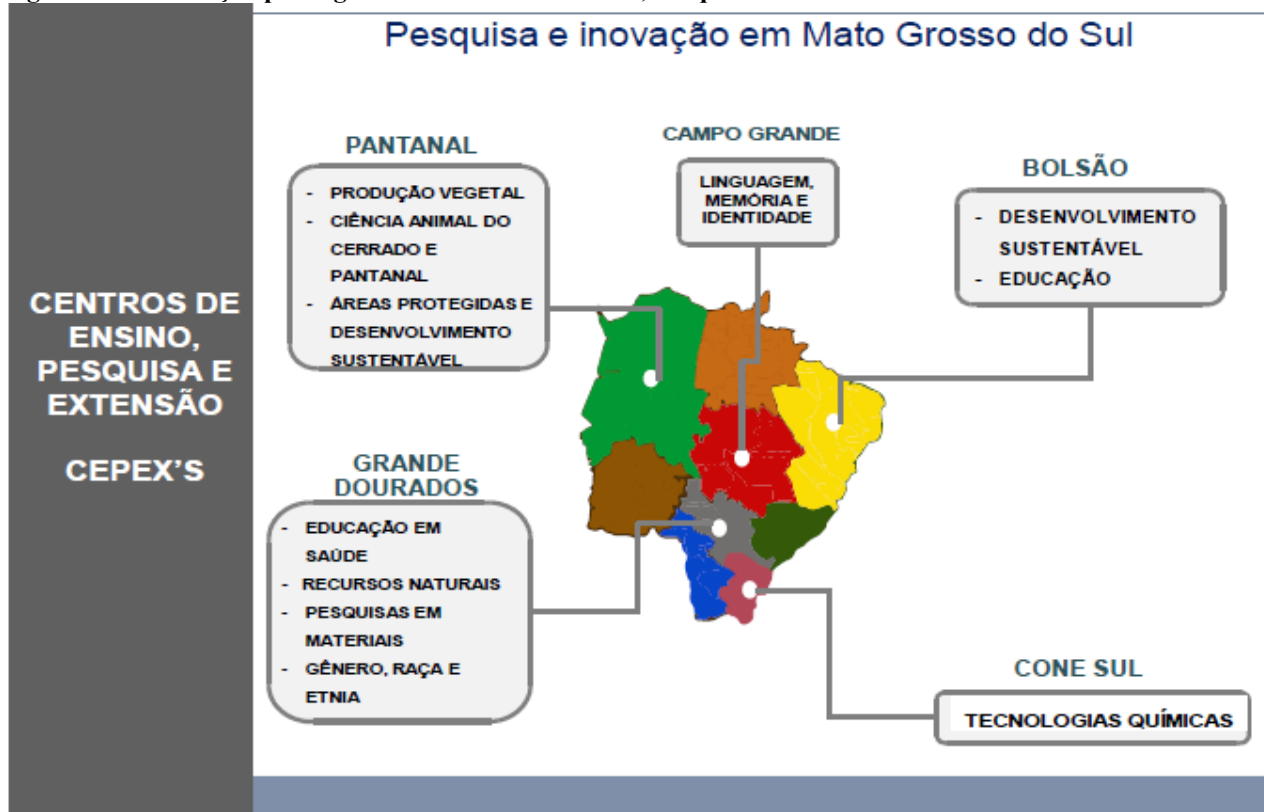 Pesquisa e inovação em Mato Grosso do Sul
CENTROS DE
ENSINO,
PESQUISA E
EXTENSÃO
CEPEX'S
PANTANAL
- PRODUÇÃO VEGETAL
- CIÊNCIA ANIMAL DO
CERRADO E
PANTANAL
- ÁREAS PROTEGIDAS E
DESENVOLVIMENTO
SUSTENTÁVEL
CAMPO GRANDE
LINGUAGEM,
MEMÓRIA E
IDENTIDADE
BOLSÃO
- DESENVOLVIMENTO
SUSTENTÁVEL
- EDUCAÇÃO
GRANDE
DOURADOS
- EDUCAÇÃO EM
SAÚDE
- RECURSOS NATURAIS
- PESQUISAS EM
MATERIAIS
- GÊNERO, RAÇA E
ETNIA
CONE SUL
TECNOLOGIAS QUÍMICAS